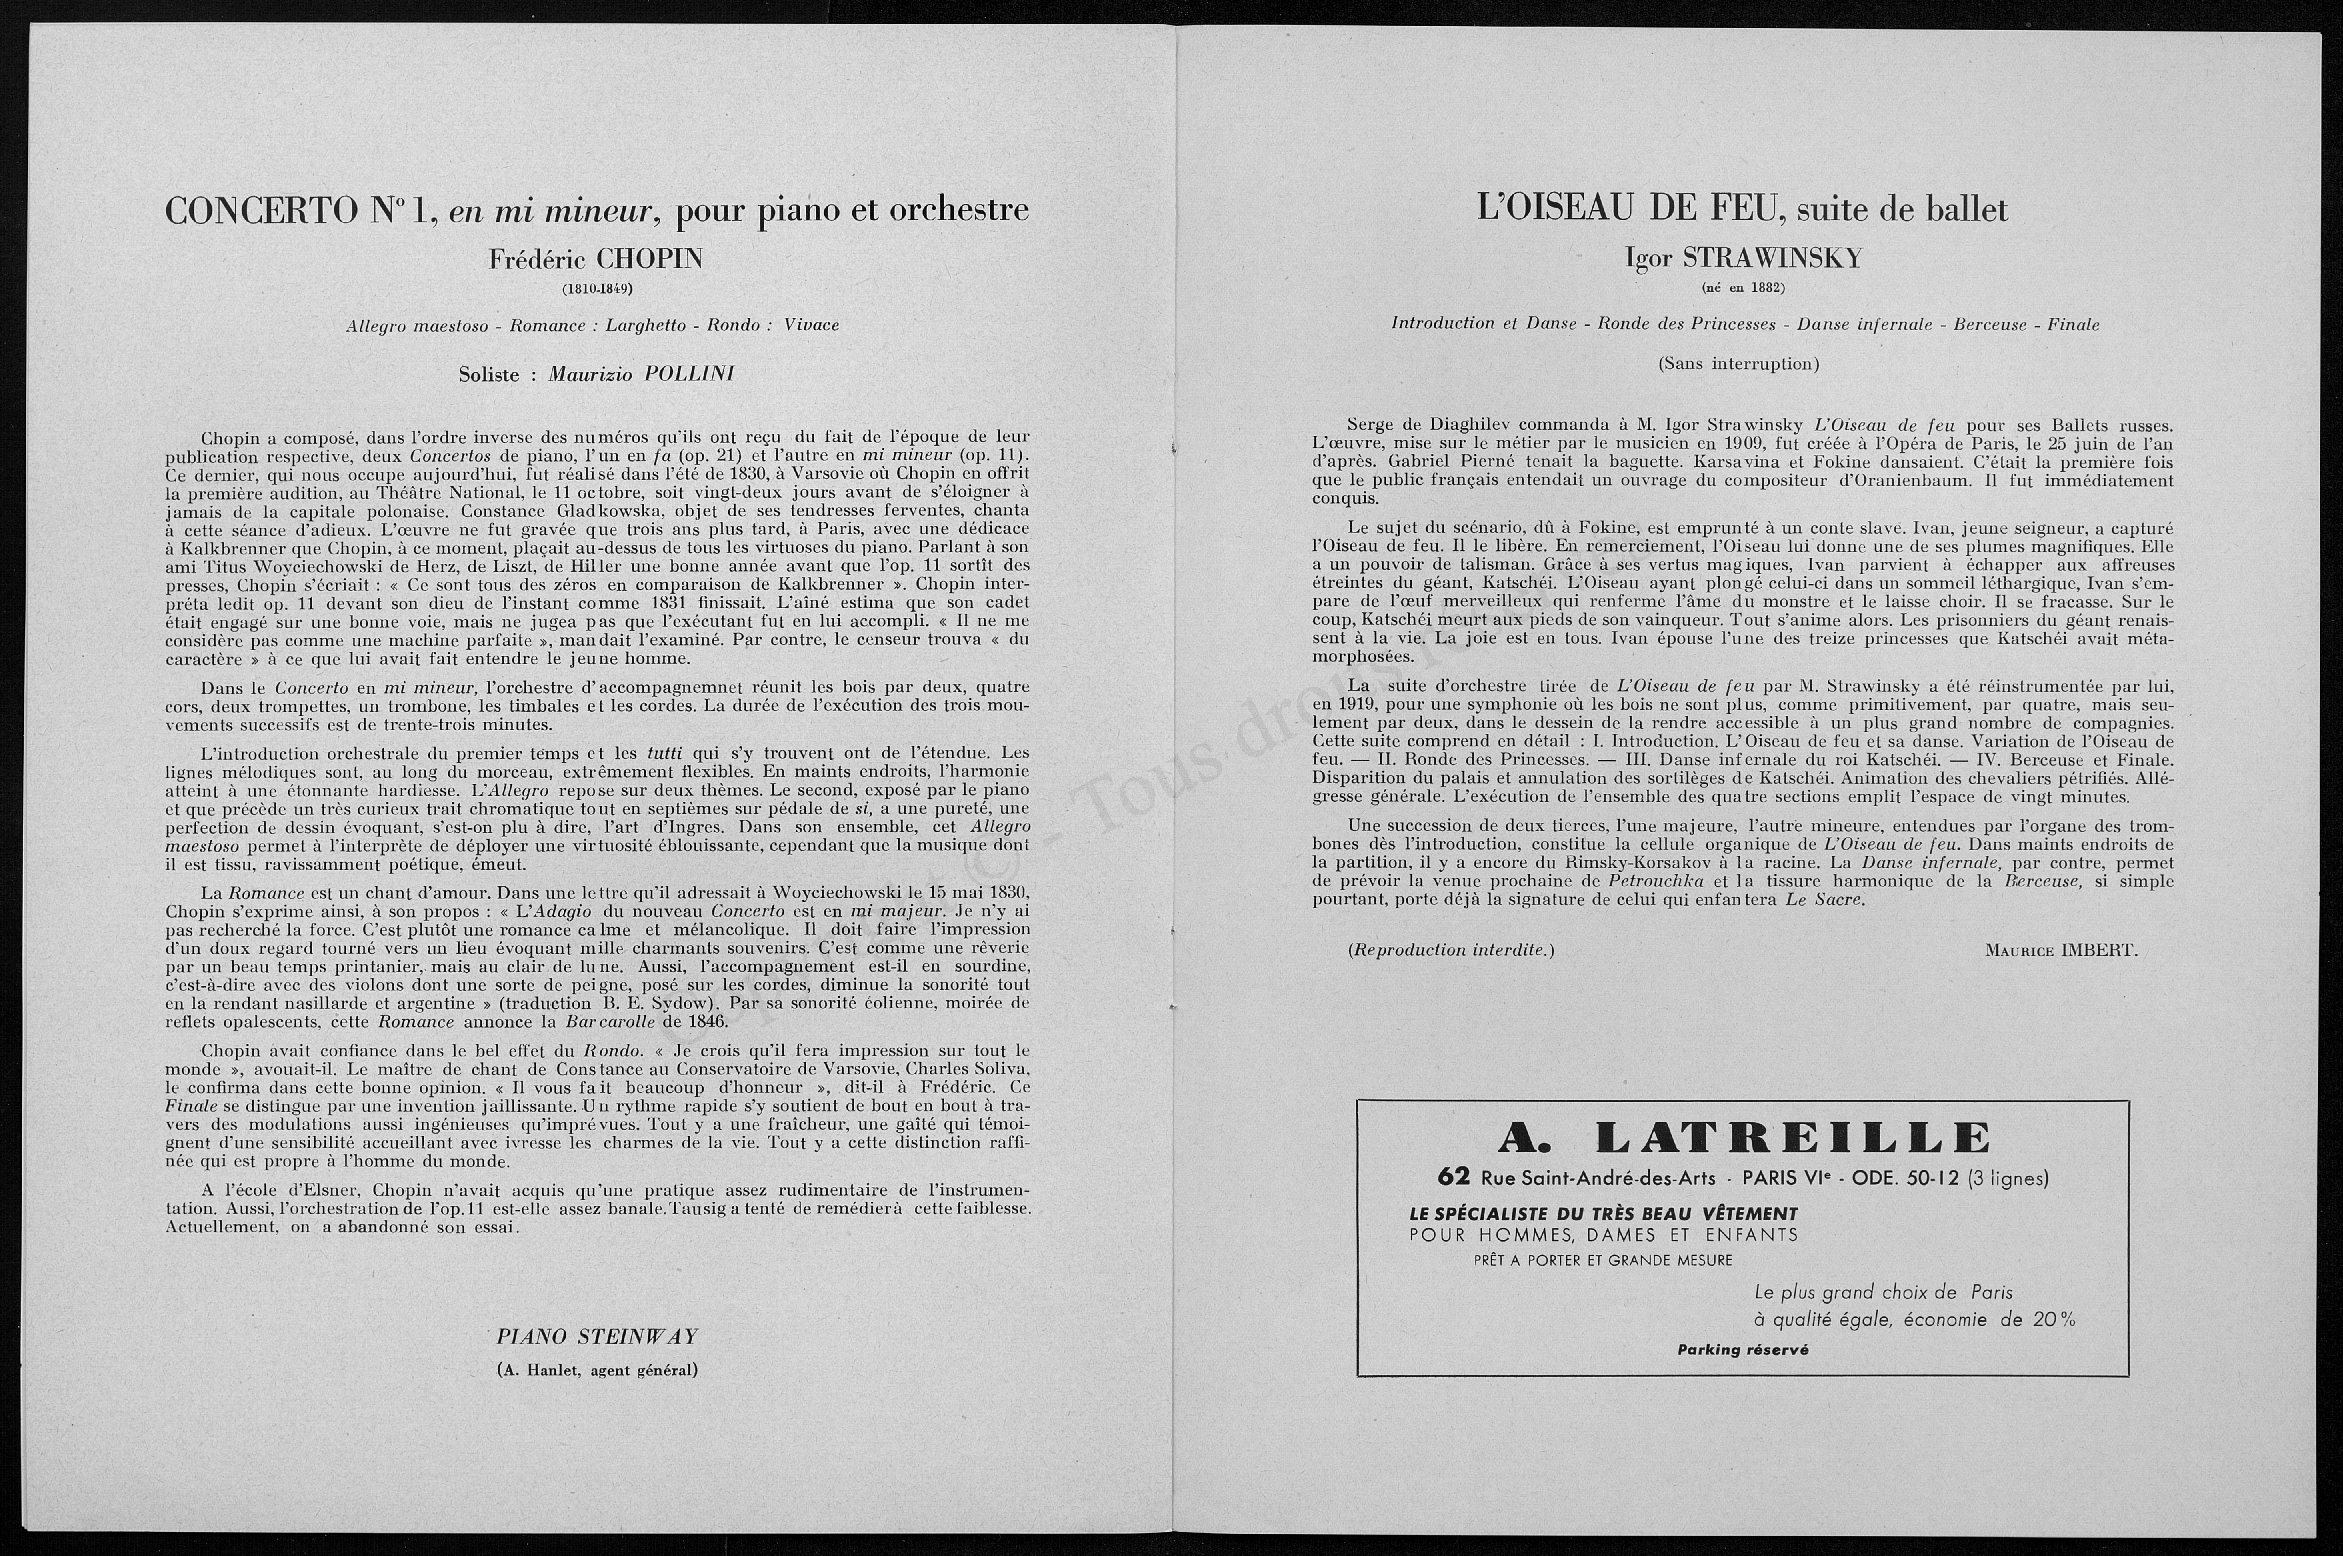 CONCERTO N° 1, en mi mineur, pour piano et orchestre
Frédéric CHOPIN
(1810-1849)
Allegro maestoso - Romance : Larghetto - Rondo : Vivace
Soliste : Maurizio POLLINI
Chopin a composé, dans l'ordre inverse des numéros qu'ils ont reçu du fait de l'époque de leur
publication respective, deux Concertos de piano, l'un en fa (op. 21) et l'autre en mi mineur (op. 11).
Ce dernier, qui nous occupe aujourd'hui, fut réalisé dans l'été de 1830, à Varsovie où Chopin en offrit
la première audition, au Théâtre National, le 11 octobre, soit vingt-deux jours avant de s'éloigner à
jamais de la capitale polonaise. Constance Gladkowska, objet de ses tendresses ferventes, chanta
à cette séance d'adieux. L'œuvre ne fut gravée que trois ans plus tard, à Paris, avec une dédicace
à Kalkbrenner que Chopin, à ce moment, plaçait au-dessus de tous les virtuoses du piano. Parlant à son
ami Titus Woyciechowski de Herz, de Liszt, de Hiller une bonne année avant que l'op. 11 sortît des
presses, Chopin s'écriait : « Ce sont tous des zéros en comparaison de Kalkbrenner ». Chopin inter-
préta ledit op. 11 devant son dieu de l'instant comme 1831 finissait. L'aîné estima que son cadet
était engagé sur une bonne voie, mais ne jugea pas que l'exécutant fut en lui accompli. « Il ne me
considère pas comme une machine parfaite », mandait l'examiné. Par contre, le censeur trouva « du
caractère » à ce que lui avait fait entendre le jeune homme.
Dans le Concerto en mi mineur, l'orchestre d'accompagnemnet réunit les bois par deux, quatre
cors, deux trompettes, un trombone, les timbales et les cordes. La durée de l'exécution des trois mou-
vements successifs est de trente-trois minutes.
L'introduction orchestrale du premier temps et les tutti qui s'y trouvent ont de l'étendue. Les
lignes mélodiques sont, au long du morceau, extrêmement flexibles. En maints endroits, l'harmonie
atteint à une étonnante hardiesse. L'Allegro repose sur deux thèmes. Le second, exposé par le piano
et que précède un très curieux trait chromatique tout en septièmes sur pédale de si, a une pureté, une
perfection de dessin évoquant, s'est-on plu à dire, l'art d'Ingres. Dans son ensemble, cet Allegro
maestoso permet à l'interprète de déployer une virtuosité éblouissante, cependant que la musique dont
il est tissu, ravissamment poétique, émeut.
La Romance est un chant d'amour. Dans une lettre qu'il adressait à Woyciechowski le 15 mai 1830,
Chopin s'exprime ainsi, à son propos : « L'Adagio du nouveau Concerto est en mi majeur. Je n'y ai
pas recherché la force. C'est plutôt une romance calme et mélancolique. Il doit faire l'impression
d'un doux regard tourné vers un lieu évoquant mille charmants souvenirs. C'est comme une rêverie
par un beau temps printanier, mais au clair de lune. Aussi, l'accompagnement est-il en sourdine,
c'est-à-dire avec des violons dont une sorte de peigne, posé sur les cordes, diminue la sonorité tout
en la rendant nasillarde et argentine » (traduction B. E. Sydow). Par sa sonorité éolienne, moirée de
reflets opalescents, cette Romance annonce la Barcarolle de 1846.
Chopin avait confiance dans le bel effet du Rondo. « Je crois qu'il fera impression sur tout le
monde », avouait-il. Le maître de chant de Constance au Conservatoire de Varsovie, Charles Soliva,
le confirma dans cette bonne opinion. « Il vous fait beaucoup d'honneur », dit-il à Frédéric. Ce
Finale se distingue par une invention jaillissante. Un rythme rapide s'y soutient de bout en bout à tra-
vers des modulations aussi ingénieuses qu'imprévues. Tout y a une fraîcheur, une gaîté qui témoi-
gnent d'une sensibilité accueillant avec ivresse les charmes de la vie. Tout y a cette distinction raffi-
née qui est propre à l'homme du monde.
A l'école d'Elsner, Chopin n'avait acquis qu'une pratique assez rudimentaire de l'instrumen-
tation. Aussi, l'orchestration de l'op. 11 est-elle assez banale. Tausig a tenté de remédier à cette faiblesse.
Actuellement, on a abandonné son essai.
PIANO STEINWAY
(A. Hanlet, agent général)
L'OISEAU DE FEU, suite de ballet
Igor STRAWINSKY
(né en 1882)
Introduction et Danse - Ronde des Princesses - Danse infernale - Berceuse - Finale
(Sans interruption)
Serge de Diaghilev commanda à M. Igor Strawinsky L'Oiseau de feu pour ses Ballets russes.
L'œuvre, mise sur le métier par le musicien en 1909, fut créée à l'Opéra de Paris, le 25 juin de l'an
d'après. Gabriel Pierné tenait la baguette. Karsavina et Fokine dansaient. C'était la première fois
que le public français entendait un ouvrage du compositeur d'Oranienbaum. Il fut immédiatement
conquis.
Le sujet du scénario, dû à Fokine, est emprunté à un conte slave. Ivan, jeune seigneur, a capturé
l'Oiseau de feu. Il le libère. En remerciement, l'Oiseau lui donne une de ses plumes magnifiques. Elle
a un pouvoir de talisman. Grâce à ses vertus magiques, Ivan parvient à échapper aux affreuses
étreintes du géant, Katschéi. L'Oiseau ayant plongé celui-ci dans un sommeil léthargique, Ivan s'em-
pare de l'œuf merveilleux qui renferme l'âme du monstre et le laisse choir. Il se fracasse. Sur le
coup, Katschéi meurt aux pieds de son vainqueur. Tout s'anime alors. Les prisonniers du géant renais-
sent à la vie. La joie est en tous. Ivan épouse l'une des treize princesses que Katschéi avait méta-
morphosées.
La suite d'orchestre tirée de L'Oiseau de feu par M. Strawinsky a été réinstrumentée par lui,
en 1919, pour une symphonie où les bois ne sont plus, comme primitivement, par quatre, mais seu-
lement par deux, dans le dessein de la rendre accessible à un plus grand nombre de compagnies.
Cette suite comprend en détail : I. Introduction. L'Oiseau de feu et sa danse. Variation de l'Oiseau de
feu. — II. Ronde des Princesses. — III. Danse infernale du roi Katschéi. — IV. Berceuse et Finale.
Disparition du palais et annulation des sortilèges de Katschéi. Animation des chevaliers pétrifiés. Allé-
gresse générale. L'exécution de l'ensemble des quatre sections emplit l'espace de vingt minutes.
Une succession de deux tierces, l'une majeure, l'autre mineure, entendues par l'organe des trom-
bones dès l'introduction, constitue la cellule organique de L'Oiseau de feu. Dans maints endroits de
la partition, il y a encore du Rimsky-Korsakov à la racine. La Danse infernale, par contre, permet
de prévoir la venue prochaine de Petrouchka et la tissure harmonique de la Berceuse, si simple
pourtant, porte déjà la signature de celui qui enfantera Le Sacre.
(Reproduction interdite.) MAURICE IMBERT.
A. LATREILLE
62 Rue Saint-André-des-Arts - PARIS VIe - ODE. 50-12 (3 lignes)
LE SPÉCIALISTE DU TRÈS BEAU VÊTEMENT
POUR HOMMES, DAMES ET ENFANTS
PRÊT A PORTER ET GRANDE MESURE
Le plus grand choix de Paris
à qualité égale, économie de 20 %
Parking réservé